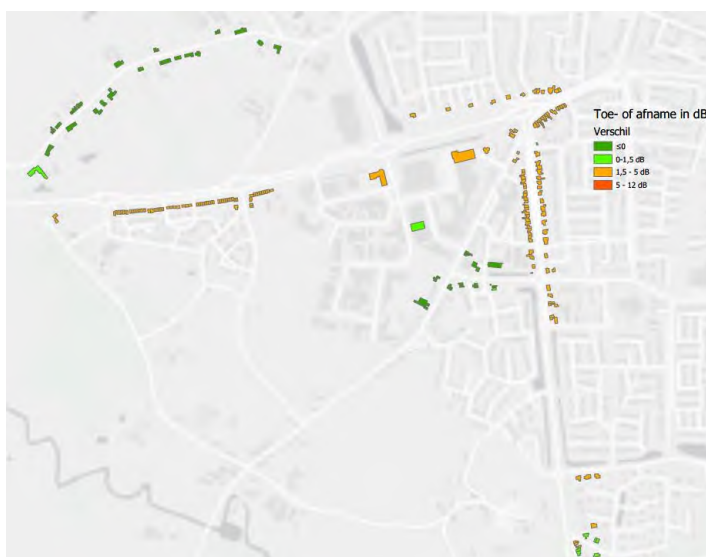 Toe- of afname in dB
Verschil
≤0
0-1,5 dB
1,5 - 5 dB
5 - 12 dB